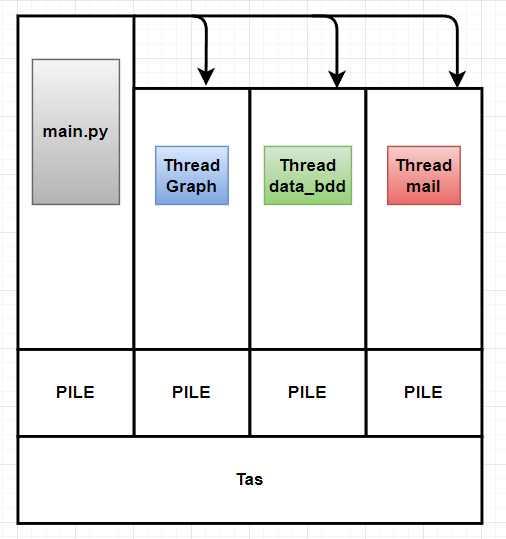 main.py
Thread
Graph
Thread
data_bdd
Thread
mail
PILE
PILE
PILE
PILE
Tas